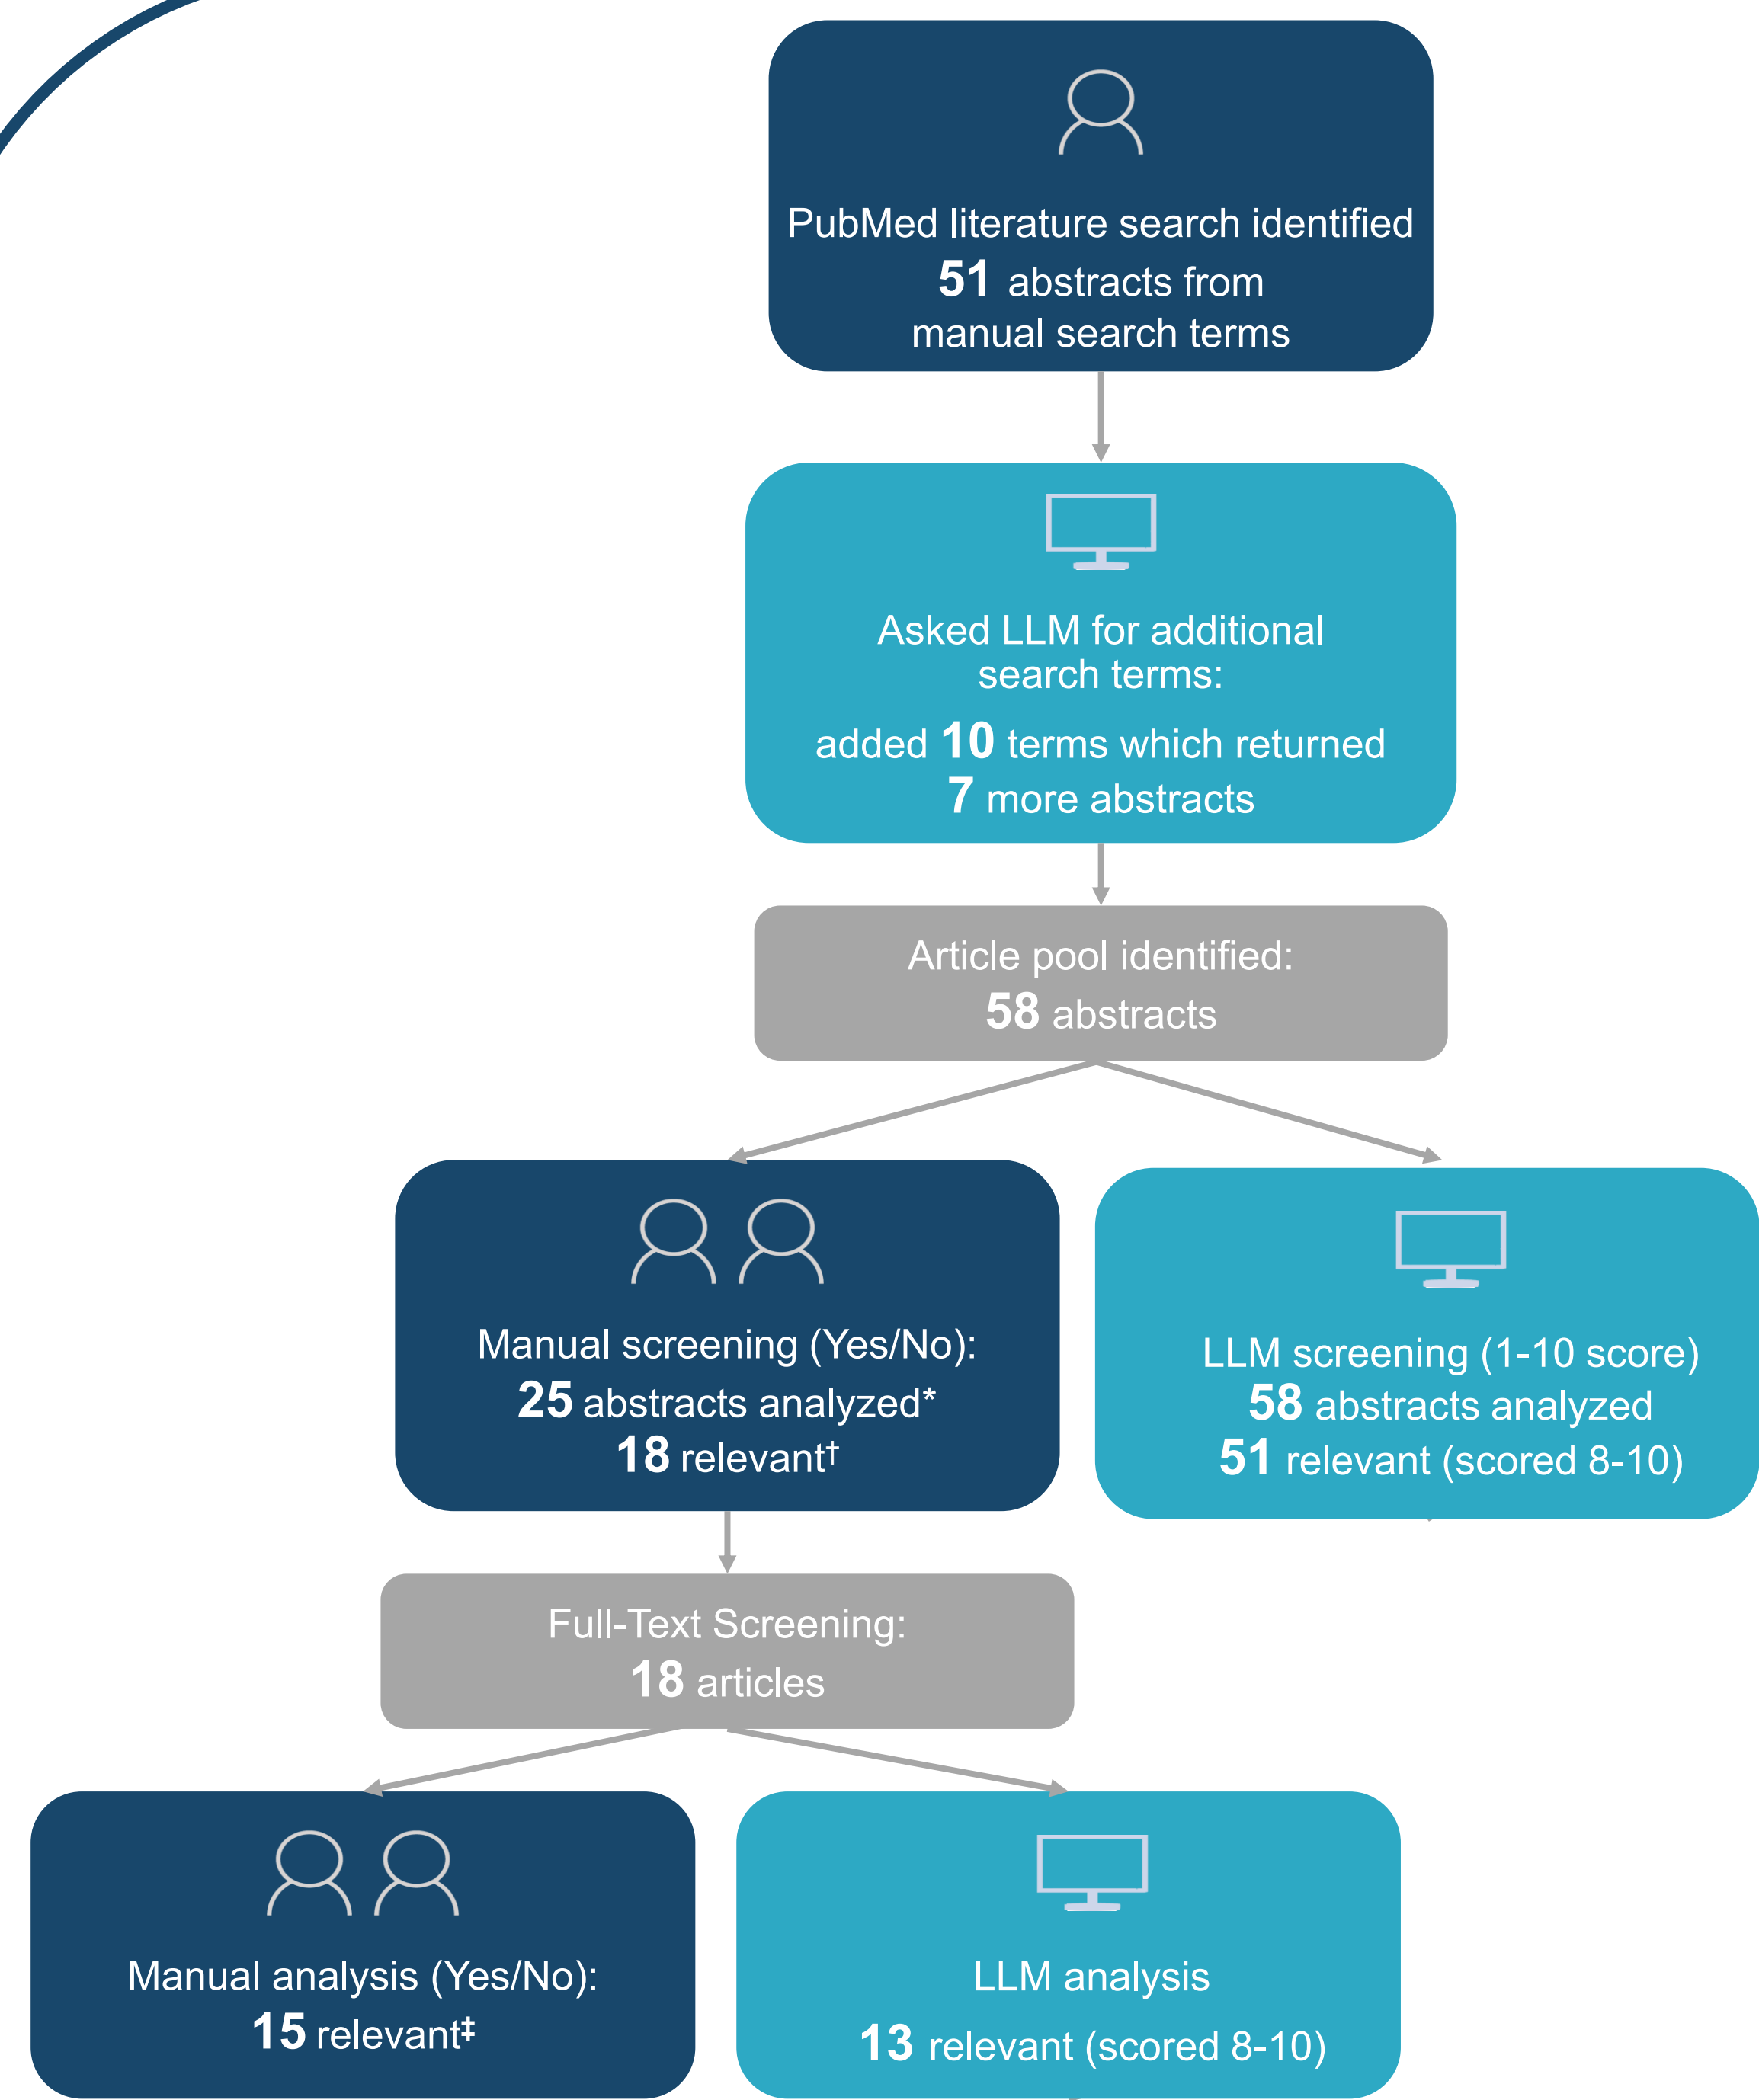 PubMed literature search identified
51 abstracts from
manual search terms
Asked LLM for additional
search terms:
added 10 terms which returned
7 more abstracts
Article pool identified:
58 abstracts
Manual screening (Yes/No):
25 abstracts analyzed*
18 relevant†
LLM screening (1-10 score)
58 abstracts analyzed
51 relevant (scored 8-10)
Full-Text Screening:
18 articles
Manual analysis (Yes/No):
15 relevant‡
LLM analysis
13 relevant (scored 8-10)